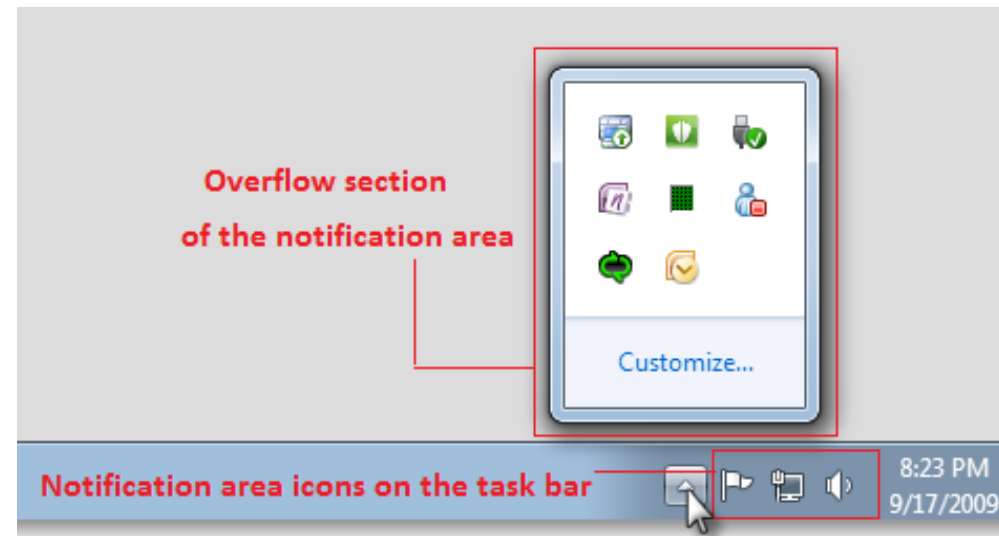 Overflow section
of the notification area
Customize...
Notification area icons on the task bar
8:23 PM
9/17/2009